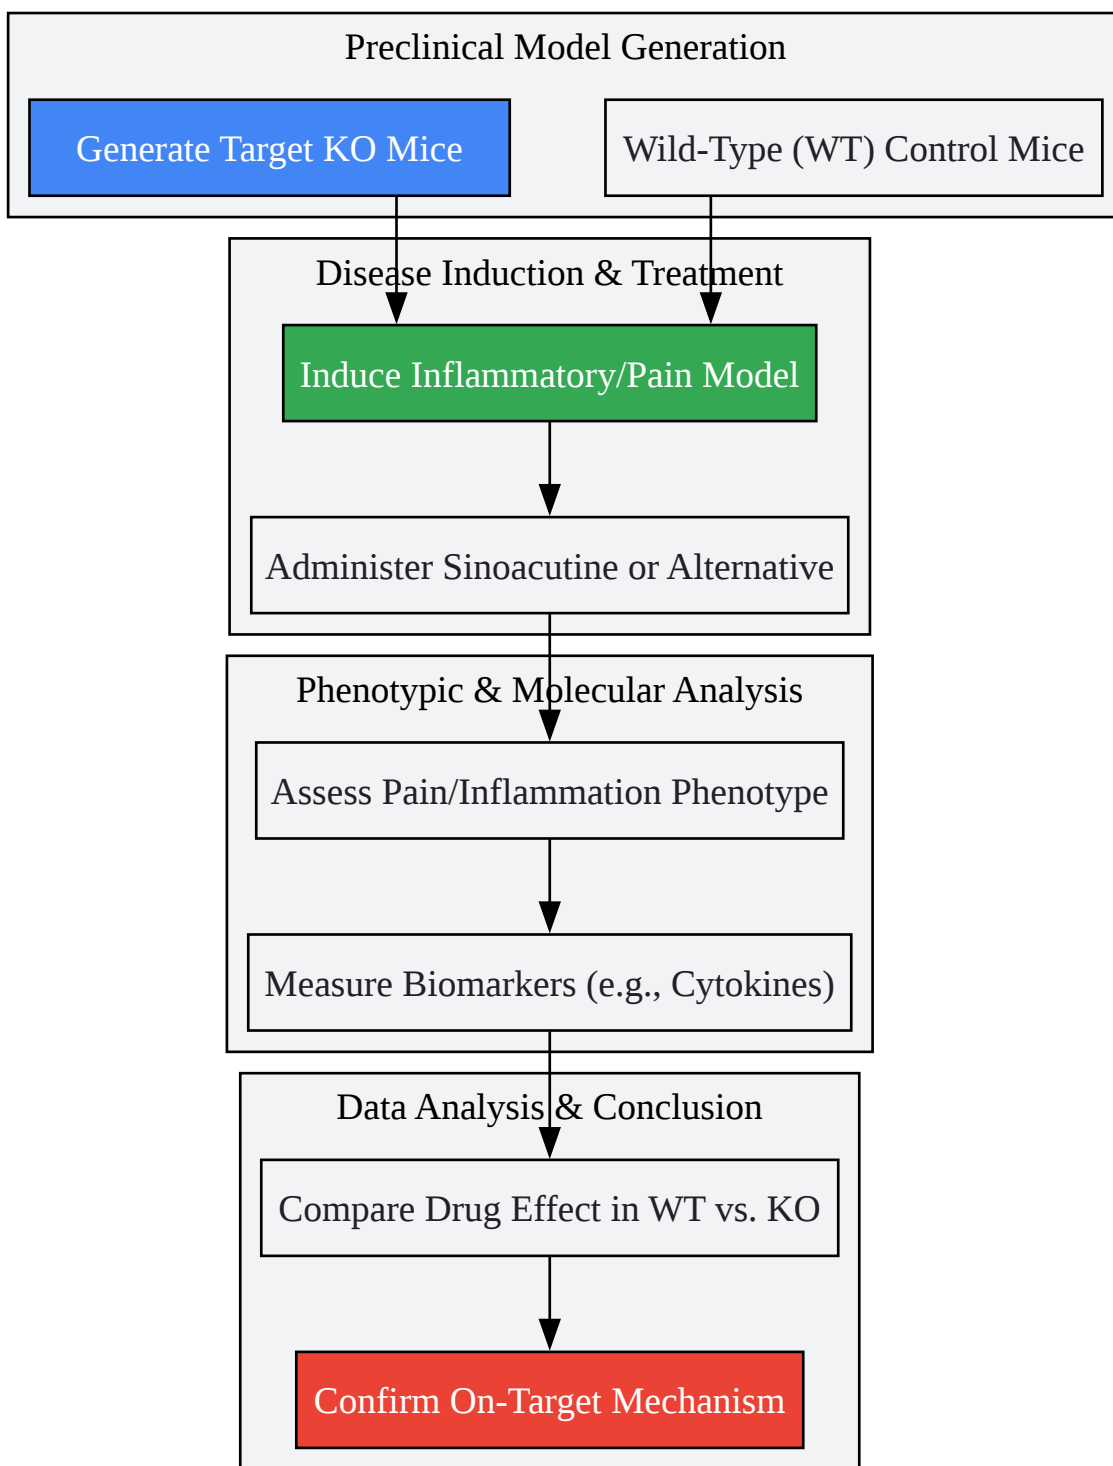 Preclinical Model Generation
Generate Target KO Mice
Wild-Type (WT) Control Mice
Disease Induction & Treatment
Induce Inflammatory/Pain Model
Administer Sinoacutine or Alternative
Phenotypic & Molecular Analysis
Assess Pain/Inflammation Phenotype
Measure Biomarkers (e.g., Cytokines)
Data Analysis & Conclusion
Compare Drug Effect in WT vs. KO
Confirm On-Target Mechanism